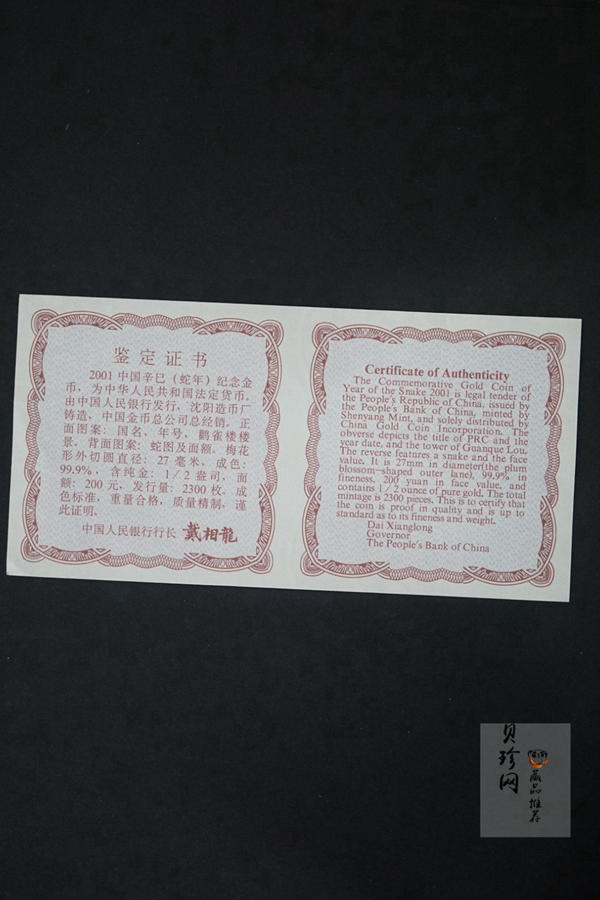 鉴定证书
2001中国辛巳（蛇年）纪念金
币，为中华人民共和国法定货币，
由中国人民银行发行，沈阳造币厂
铸造，中国金币总公司总经销。正
面图案：国名、年号、鹳雀楼楼
景，背面图案：蛇图及面额。梅花
形外切圆直径：27毫米，成色：
99.9%，含纯金：1/2盎司，面
额：200元，发行量：2300枚。成
色标准，重量合格，质量精制，谨
此证明。
中国人民银行行长 戴相龍
Certificate of Authenticity
The Commemorative Gold Coin of
Year of the Snake 2001 is legal tender of
the People's Republic of China, issued by
the People's Bank of China, minted by
Shenyang Mint, and solely distributed by
China Gold Coin Incorporation. The
obverse depicts the title of PRC and the
year date, and the tower of Guanque Lou.
The reverse features a snake and the face
value. It is 27mm in diameter(the plum
blossom-shaped outer lane), 99.9% in
fineness, 200 yuan in face value, and
contains 1/2 ounce of pure gold. The total
mintage is 2300 pieces. This is to certify that
the coin is proof in quality and is up to
standard as to its fineness and weight.
Dai Xianglong
Governor
The People's Bank of China
贝珍网
藏品推荐